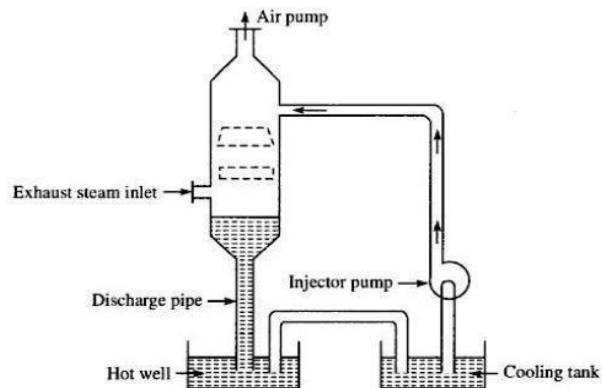 Air pump
Exhaust steam inlet
Injector pump
Discharge pipe
Hot well
Cooling tank